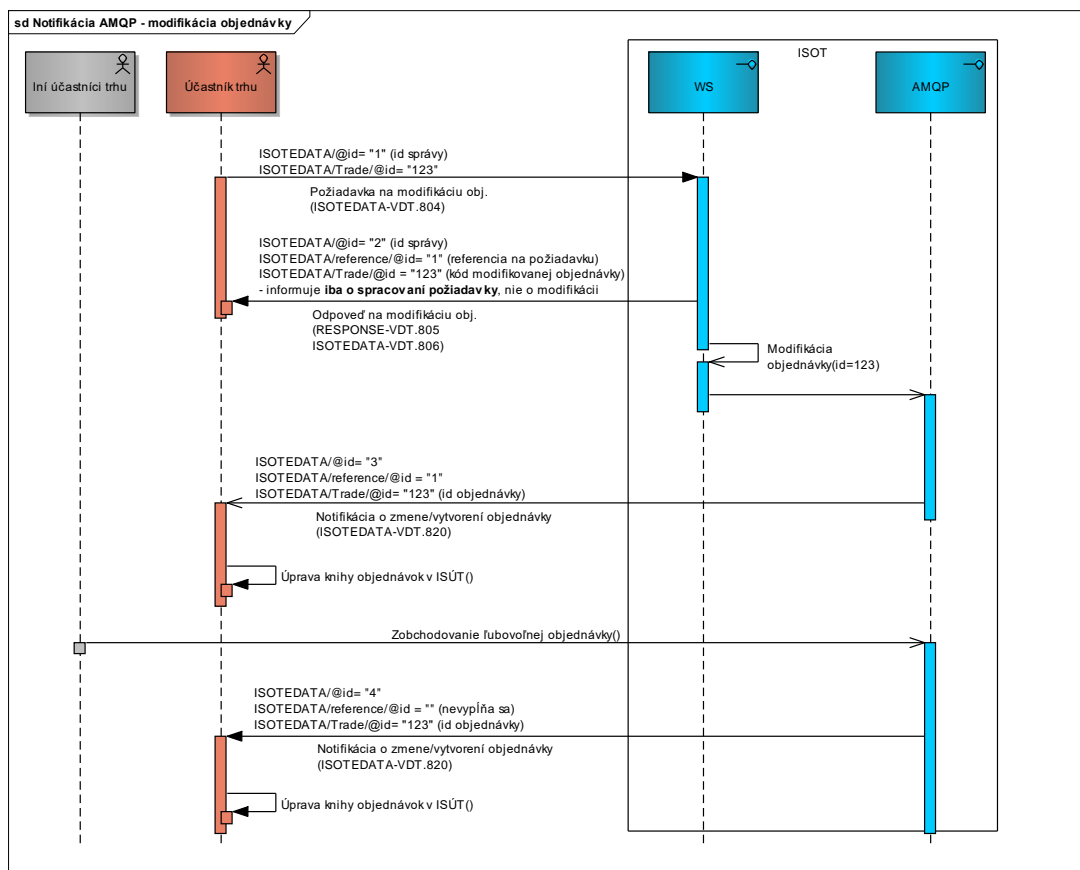 sd Notifikácia AMQP - modifikácia objednávky
ISOT
Iní účastníci trhu
Účastník trhu
WS
AMQP
ISOTEDATA/@id= "1" (id správy)
ISOTEDATA/Trade/@id= "123"
Požiadavka na modifikáciu obj.
(ISOTEDATA-VDT.804)
ISOTEDATA/@id= "2" (id správy)
ISOTEDATA/reference/@id= "1" (referencia na požiadavku)
ISOTEDATA/Trade/@id = "123" (kód modifikovanej objednávky)
- informuje iba o spracovaní požiadavky, nie o modifikácii
Odpoveď na modifikáciu obj.
(RESPONSE-VDT.805
ISOTEDATA-VDT.806)
Modifikácia
objednávky(id=123)
ISOTEDATA/@id= "3"
ISOTEDATA/reference/@id = "1"
ISOTEDATA/Trade/@id= "123" (id objednávky)
Notifikácia o zmene/vytvorení objednávky
(ISOTEDATA-VDT.820)
Úprava knihy objednávok v ISÚT()
Zobchodovanie ľubovoľnej objednávky()
ISOTEDATA/@id= "4"
ISOTEDATA/reference/@id = "" (nevypĺňa sa)
ISOTEDATA/Trade/@id= "123" (id objednávky)
Notifikácia o zmene/vytvorení objednávky
(ISOTEDATA-VDT.820)
Úprava knihy objednávok v ISÚT()